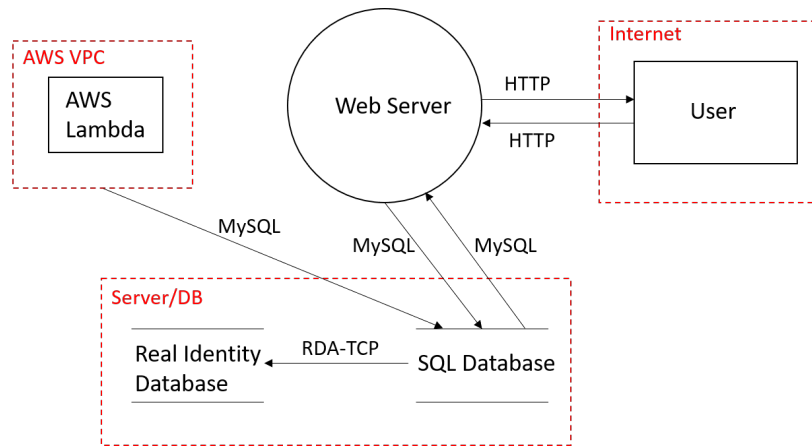 AWS VPC
AWS
Lambda
Web Server
Internet
HTTP
User
HTTP
MySQL
MySQL
MySQL
Server/DB
Real Identity
Database
RDA-TCP
SQL Database